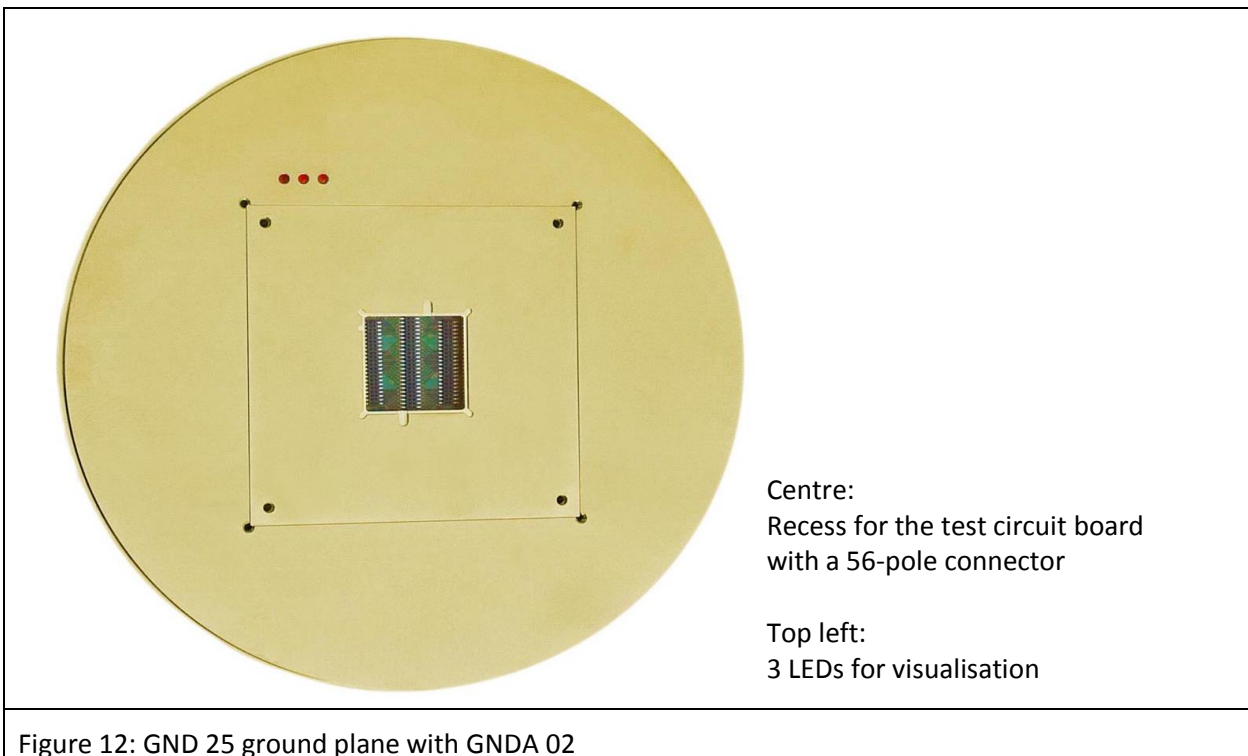 Centre:
Recess for the test circuit board
with a 56-pole connector
Top left:
3 LEDs for visualisation
Figure 12: GND 25 ground plane with GNDA 02